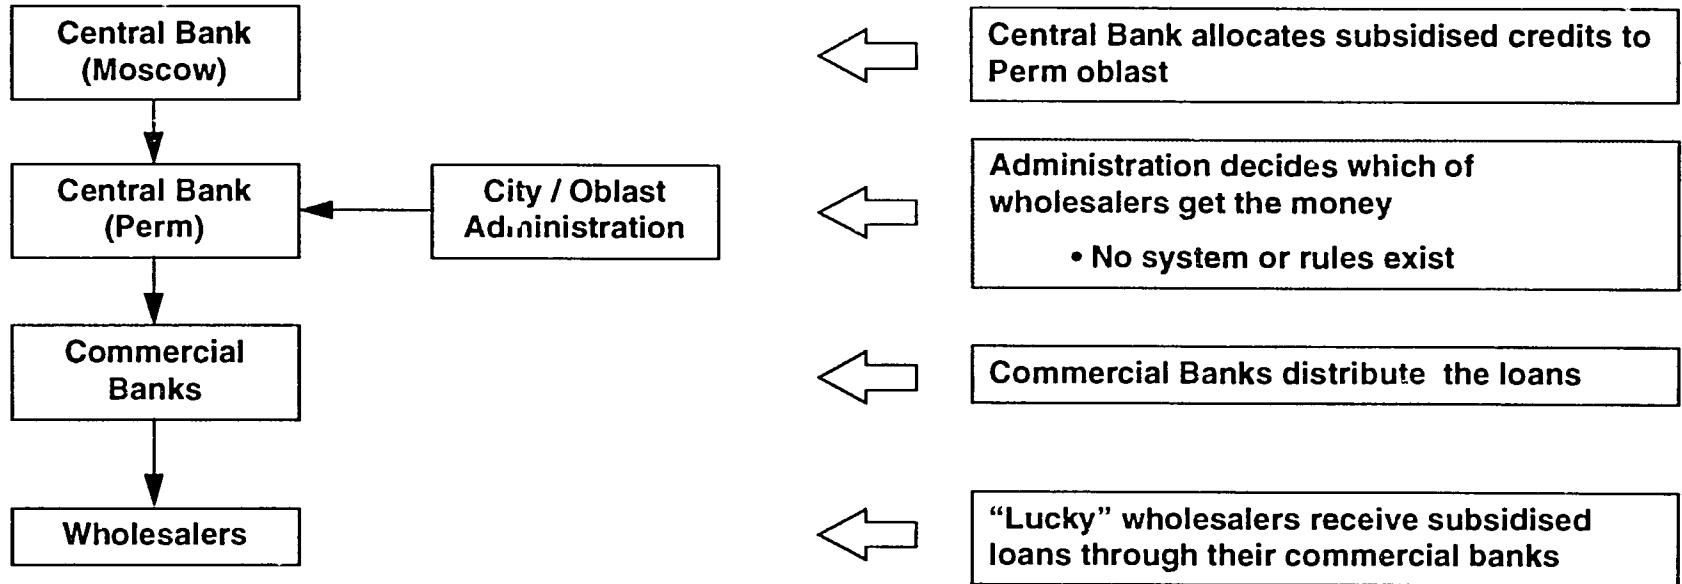 Central Bank
(Moscow)
Central Bank allocates subsidised credits to
Perm oblast
Central Bank
(Perm)
City / Oblast
Administration
Administration decides which of
wholesalers get the money
• No system or rules exist
Commercial
Banks
Commercial Banks distribute the loans
Wholesalers
“Lucky” wholesalers receive subsidised
loans through their commercial banks